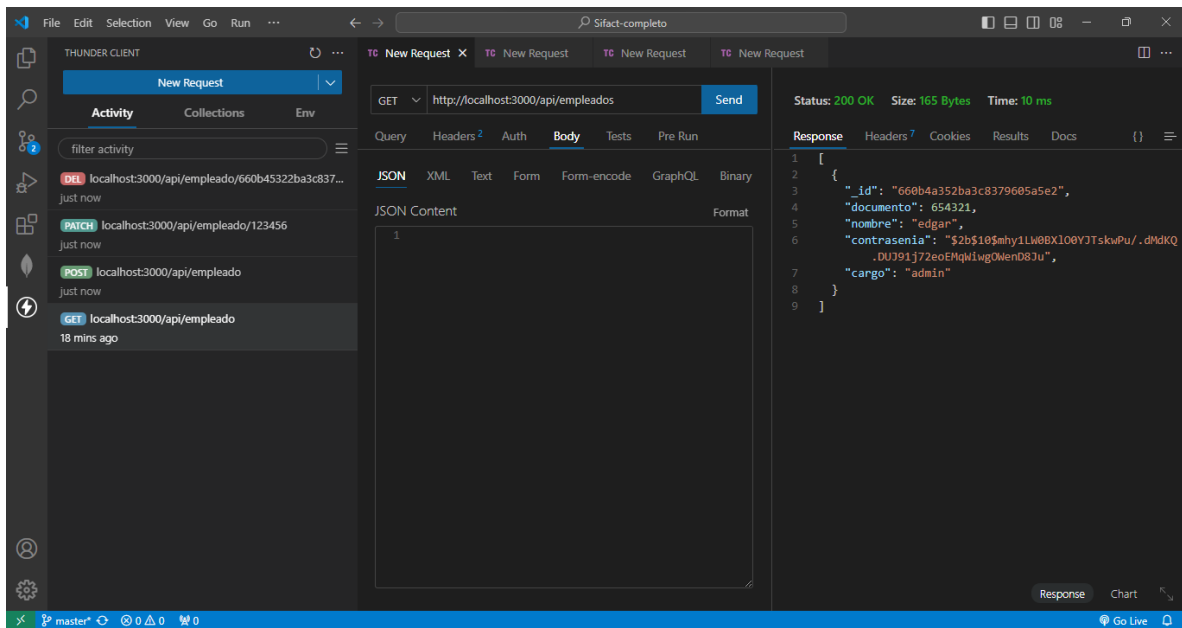 File Edit Selection View Go Run ···
Sifact-completo
THUNDER CLIENT
New Request
Activity Collections Env
filter activity
DEL localhost:3000/api/empleado/660b45322ba3c837...
just now
PATCH localhost:3000/api/empleado/123456
just now
POST localhost:3000/api/empleado
just now
GET localhost:3000/api/empleado
18 mins ago
TC New Request TC New Request TC New Request TC New Request
GET http://localhost:3000/api/empleados Send
Query Headers 2 Auth Body Tests Pre Run
JSON XML Text Form Form-encode GraphQL Binary
JSON Content Format
1
Status: 200 OK Size: 165 Bytes Time: 10 ms
Response Headers 7 Cookies Results Docs {}
1 [
2 {
3 "_id": "660b4a352ba3c8379605a5e2",
4 "documento": 654321,
5 "nombre": "edgar",
6 "contrasenia": "$2b$10$mhy1LW0BXlO0YJTskwPu/.dMdKQ
.DUJ91j72eoEMqWiwgOWenD8Ju",
7 "cargo": "admin"
8 }
9 ]
Response Chart
2
master* 0 0 0 Go Live